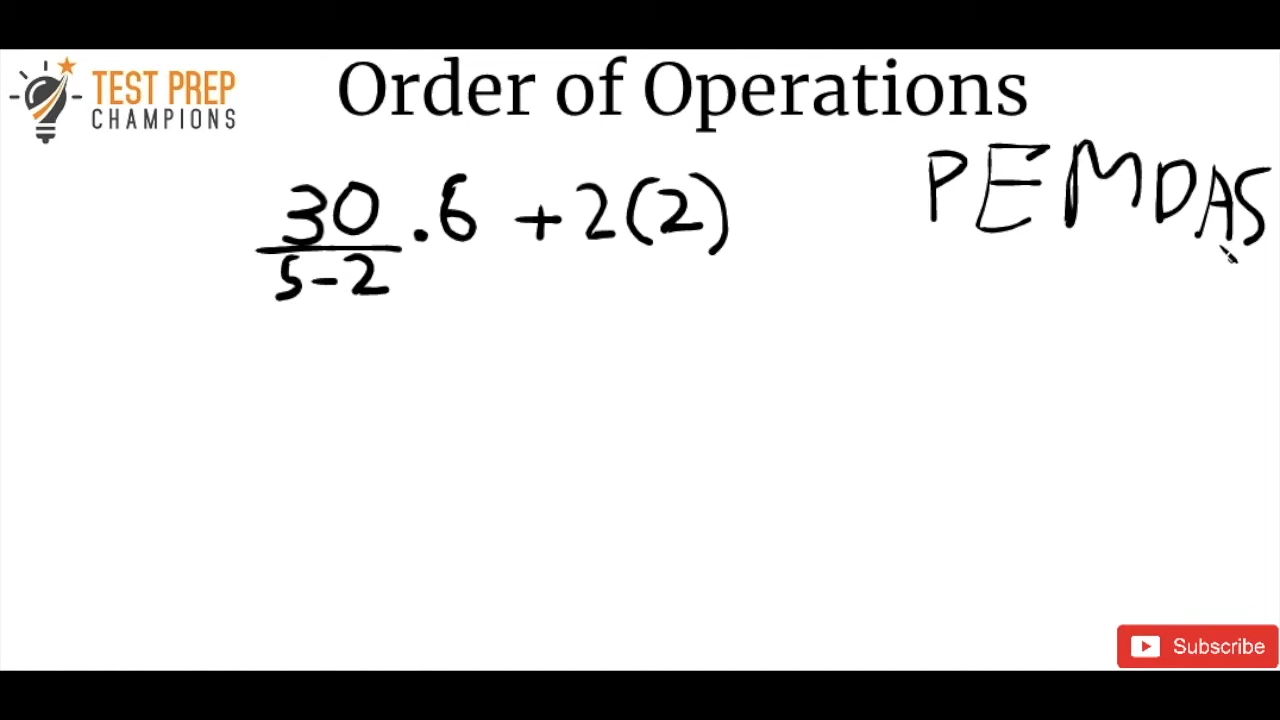 TEST PREP
CHAMPIONS
Order of Operations
PEMDAS
30
5-2
.6 +2(2)
Subscribe